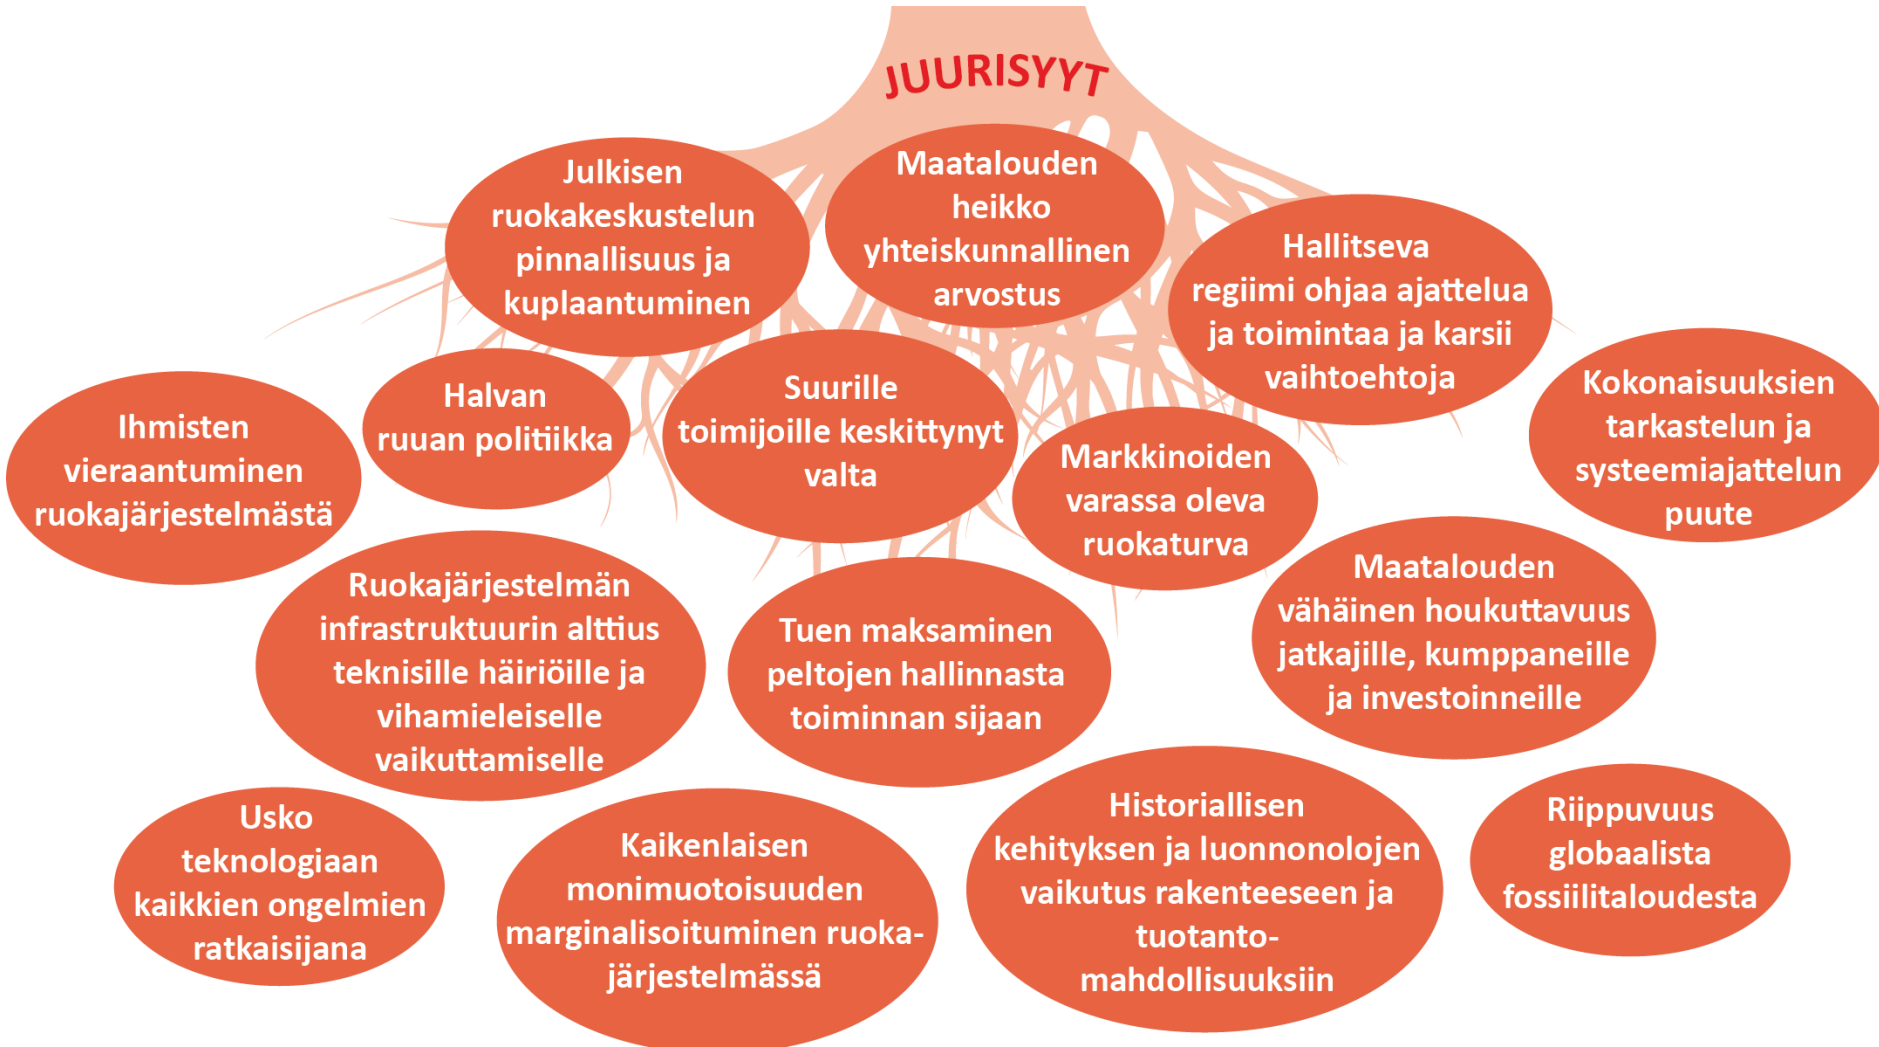 JUURISYYT
Julkisen
ruokakeskustelun
pinnallisuus ja
kuplaantuminen
Maatalouden
heikko
yhteiskunnallinen
arvostus
Hallitseva
regiimi ohjaa ajattelua
ja toimintaa ja karsii
vaihtoehtoja
Ihmisten
vieraantuminen
ruokajärjestelmästä
Halvan
ruuan politiikka
Suurille
toimijoille keskittynyt
valta
Markkinoiden
varassa oleva
ruokaturva
Kokonaisuuksien
tarkastelun ja
systeemiajattelun
puute
Ruokajärjestelmän
infrastruktuurin alttius
teknisille häiriöille ja
vihamieleiselle
vaikuttamiselle
Tuen maksaminen
peltojen hallinnasta
toiminnan sijaan
Maatalouden
vähäinen houkuttavuus
jatkajille, kumppaneille
ja investoinneille
Usko
teknologiaan
kaikkien ongelmien
ratkaisijana
Kaikenlaisen
monimuotoisuuden
marginalisoituminen ruoka-
järjestelmässä
Historiallisen
kehityksen ja luonnonolojen
vaikutus rakenteeseen ja
tuotanto-
mahdollisuuksiin
Riippuvuus
globaalista
fossiilitaloudesta